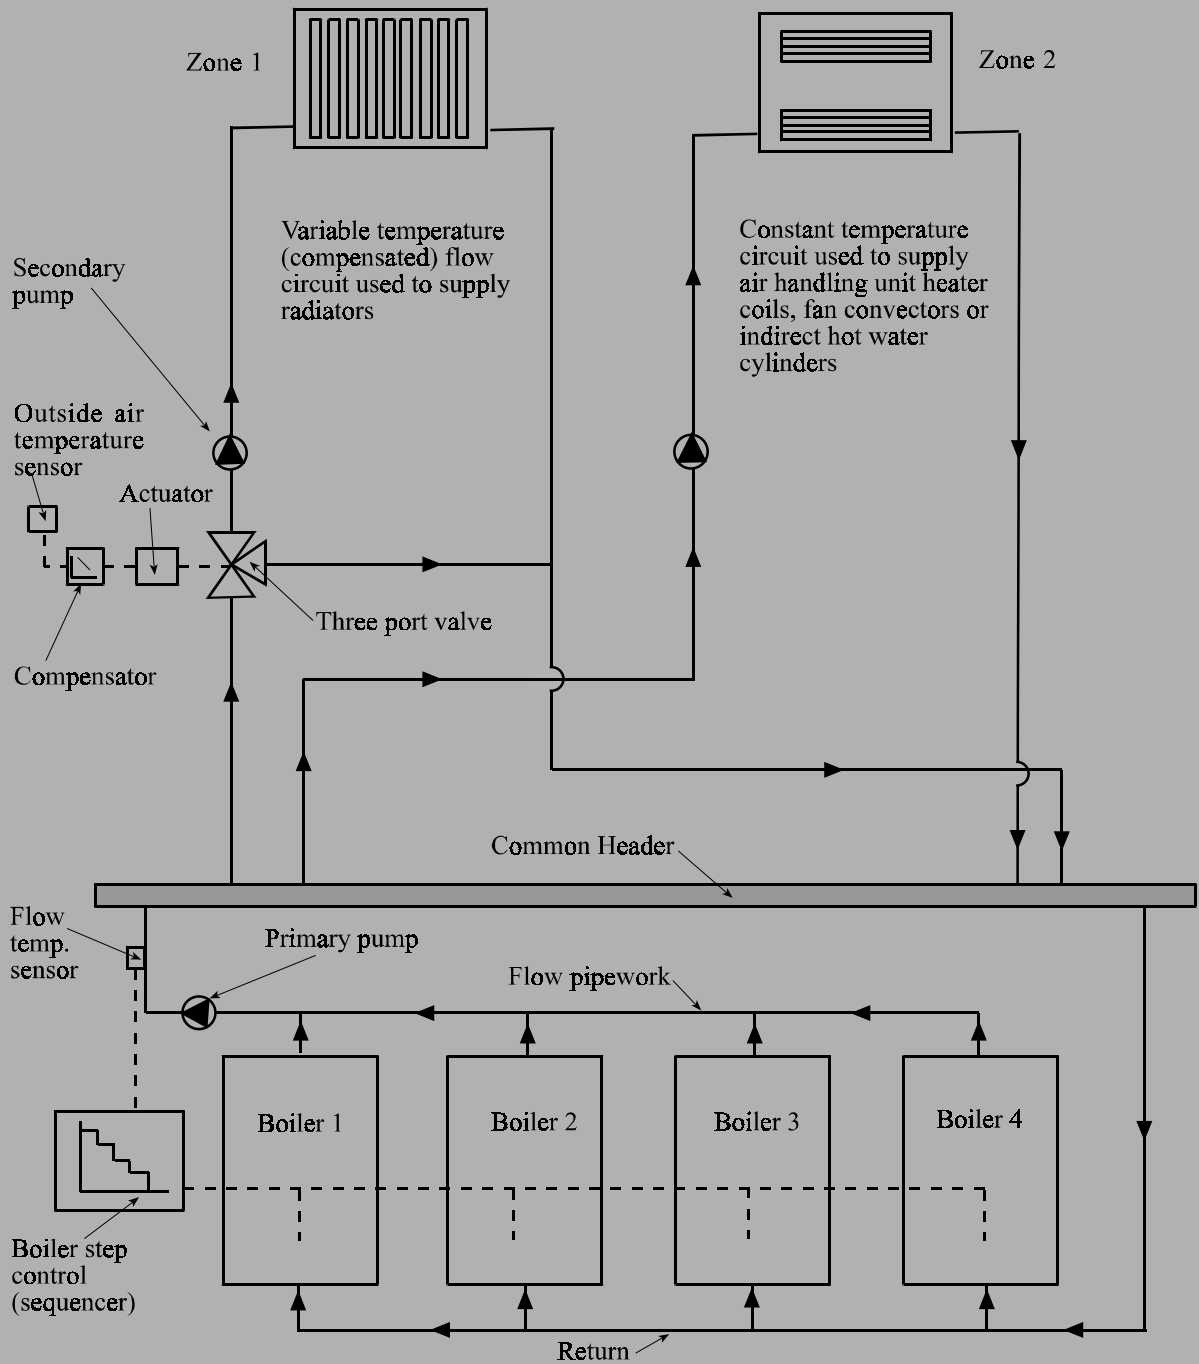 Zone 1
Zone 2
Variable temperature
(compensated) flow
circuit used to supply
radiators
Constant temperature
circuit used to supply
air handling unit heater
coils, fan convectors or
indirect hot water
cylinders
Secondary
pump
Outside air
temperature
sensor
Actuator
Three port valve
Compensator
Common Header
Flow
temp.
sensor
Primary pump
Flow pipework
Boiler 1
Boiler 2
Boiler 3
Boiler 4
Boiler step
control
(sequencer)
Return